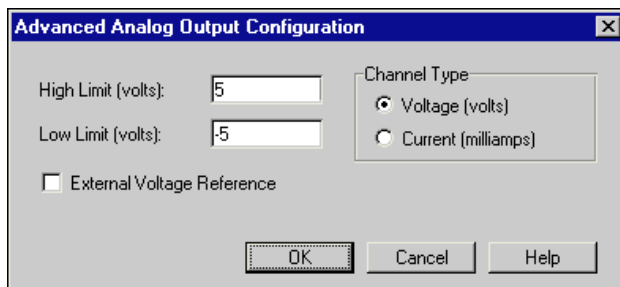 Advanced Analog Output Configuration
High Limit (volts): 5
Low Limit (volts): -5
External Voltage Reference
Channel Type
Voltage (volts)
Current (milliamps)
OK Cancel Help